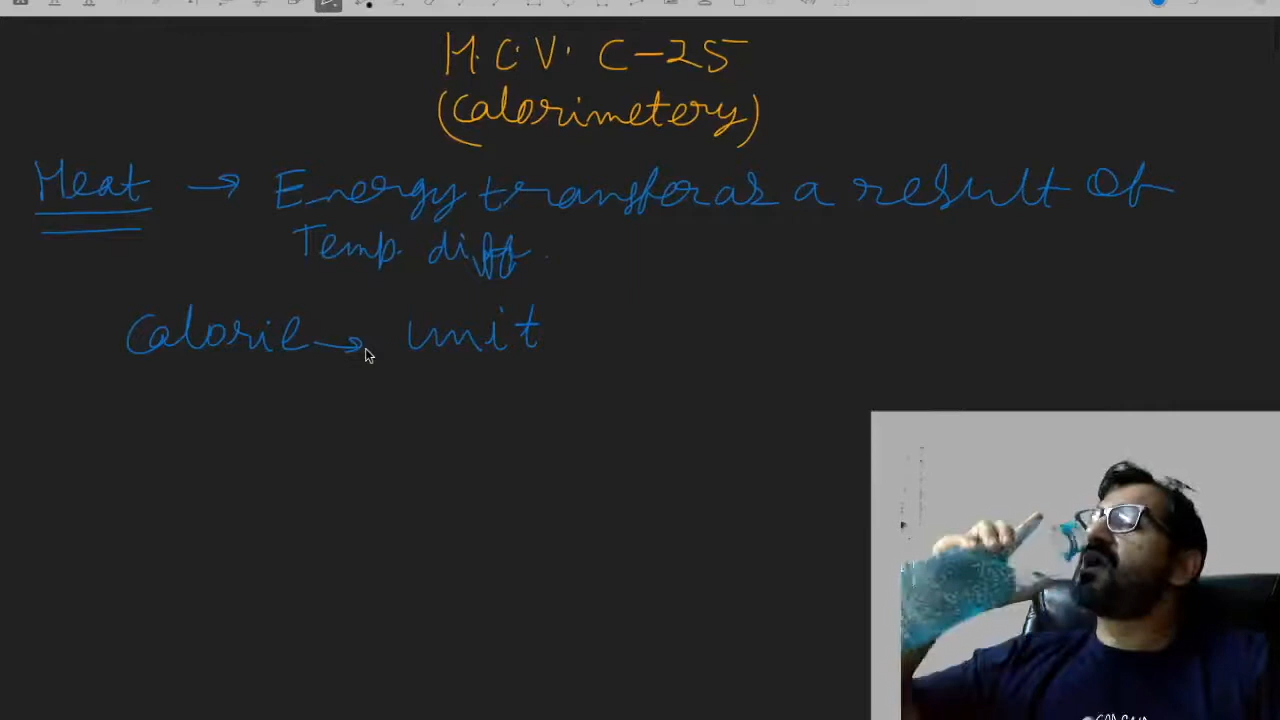 H.C.V. C-25
(Calorimetery)
Heat → Energy transfer as a result of
Temp. diff.
Calorie → unit